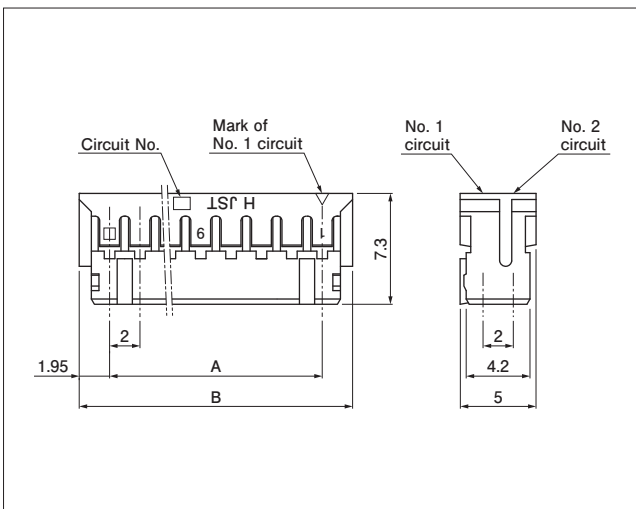 Mark of
No. 1 circuit
Circuit No.
No. 1
circuit
No. 2
circuit
H JST
9
1
7.3
2
1.95
A
B
2
4.2
5